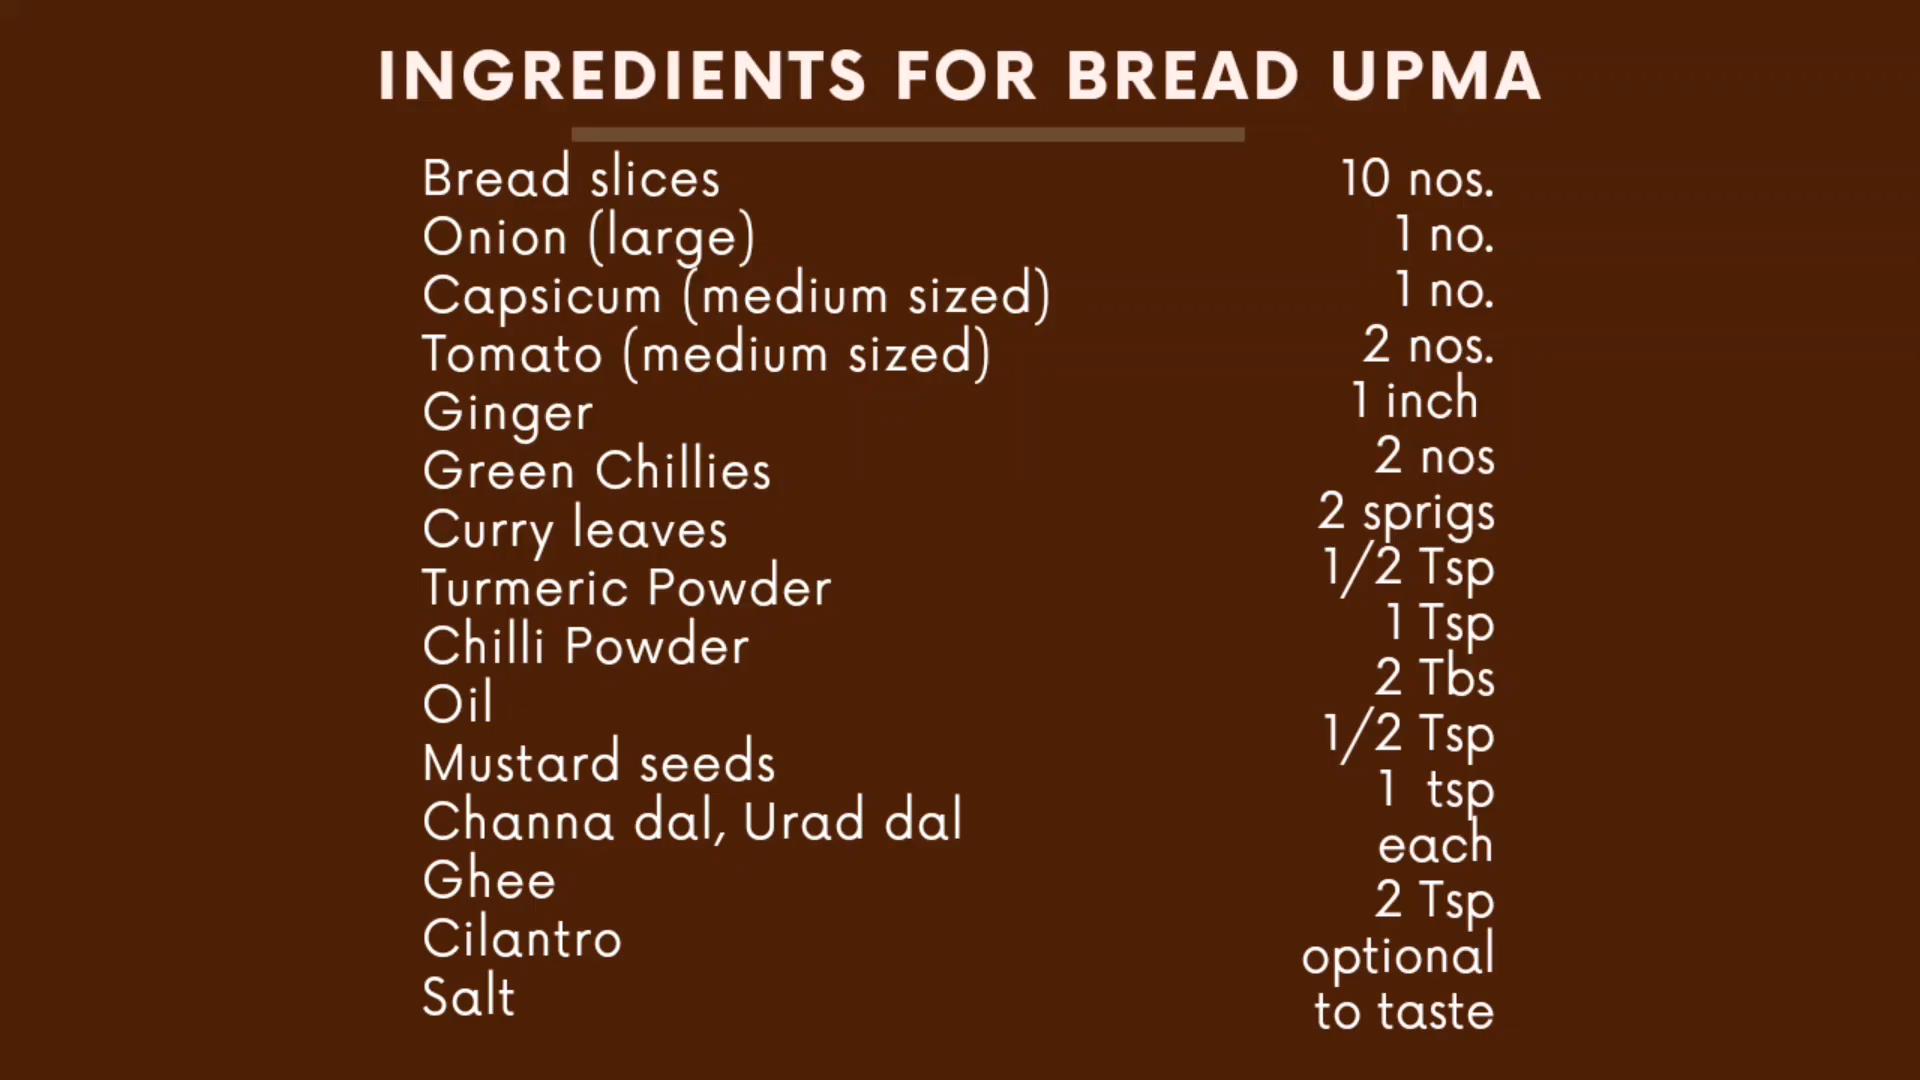 INGREDIENTS FOR BREAD UPMA
Bread slices 10 nos.
Onion (large) 1 no.
Capsicum (medium sized) 1 no.
Tomato (medium sized) 2 nos.
Ginger 1 inch
Green Chillies 2 nos
Curry leaves 2 sprigs
Turmeric Powder 1/2 Tsp
Chilli Powder 1 Tsp
Oil 2 Tbs
Mustard seeds 1/2 Tsp
Channa dal, Urad dal 1 tsp
each
Ghee 2 Tsp
Cilantro optional
Salt to taste